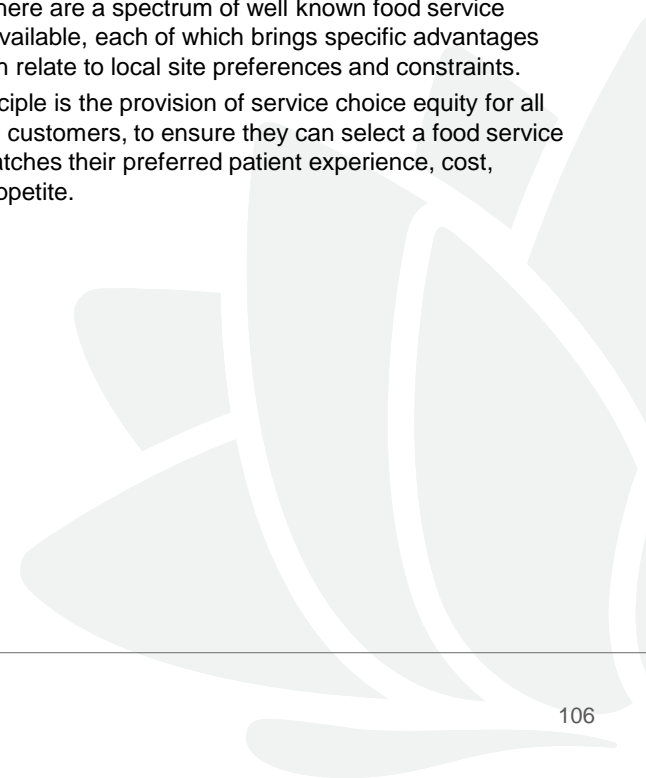 here are a spectrum of well known food service
vailable, each of which brings specific advantages
relate to local site preferences and constraints.
ciple is the provision of service choice equity for all
customers, to ensure they can select a food service
atches their preferred patient experience, cost,
ppetite.
106